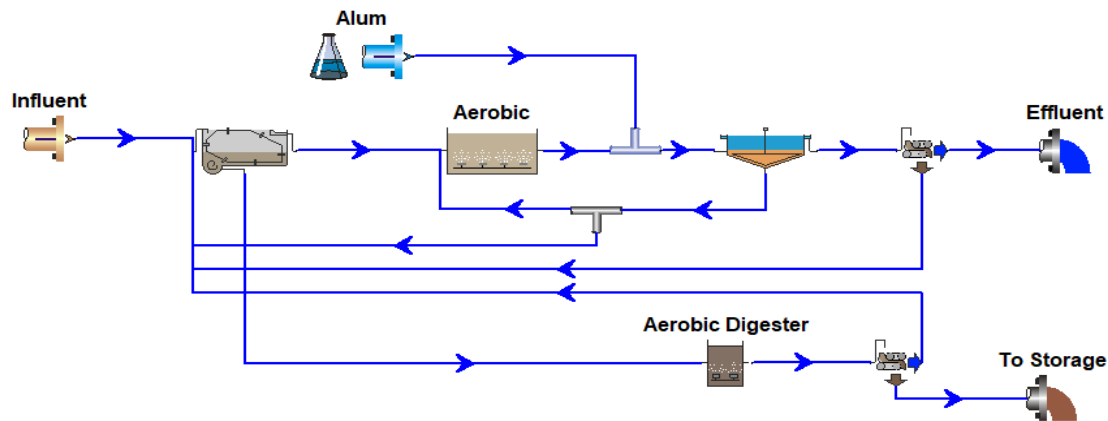 Alum
Influent
Aerobic
Effluent
Aerobic Digester
To Storage